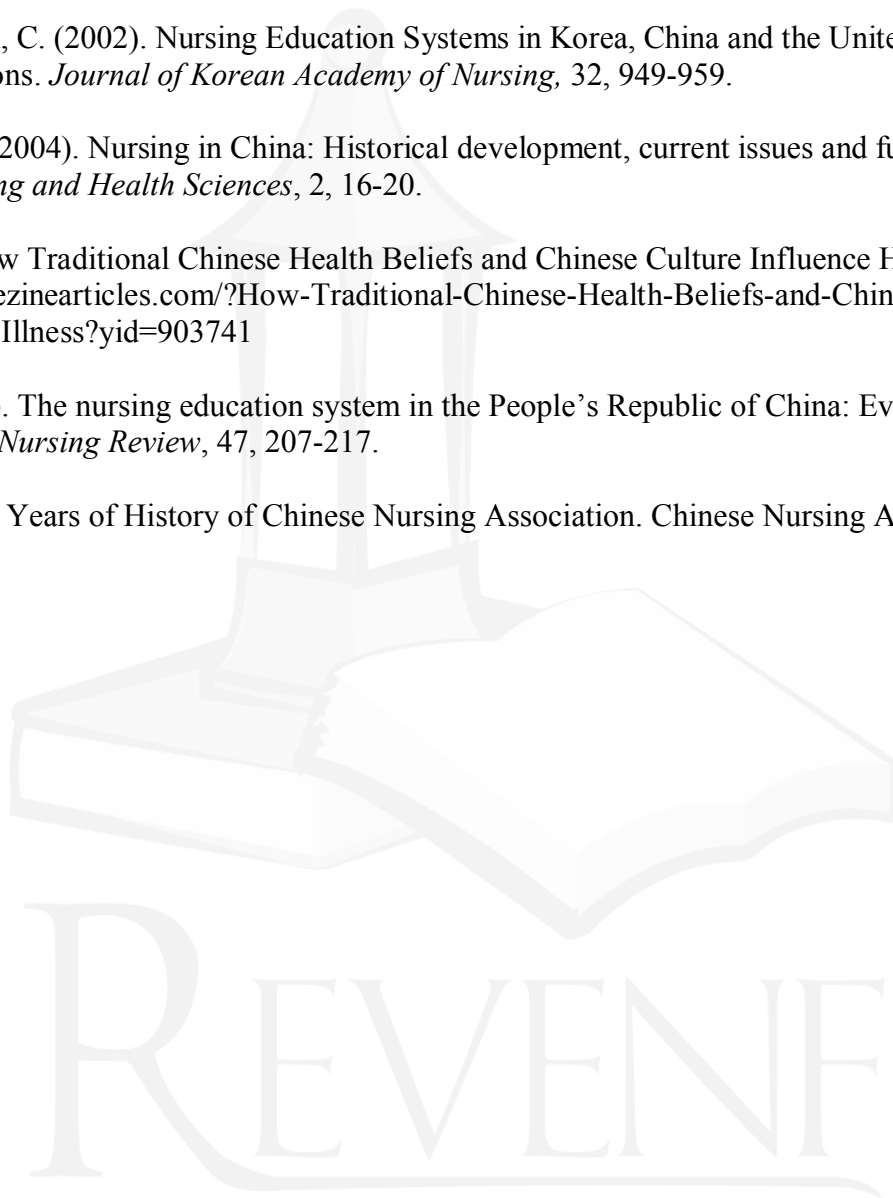 , C. (2002). Nursing Education Systems in Korea, China and the Unite
ons. Journal of Korean Academy of Nursing, 32, 949-959.
2004). Nursing in China: Historical development, current issues and fu
ng and Health Sciences, 2, 16-20.
w Traditional Chinese Health Beliefs and Chinese Culture Influence H
ezinearticles.com/?How-Traditional-Chinese-Health-Beliefs-and-Chin
Illness?yid=903741
). The nursing education system in the People’s Republic of China: Ev
Nursing Review, 47, 207-217.
Years of History of Chinese Nursing Association. Chinese Nursing A
REVENF